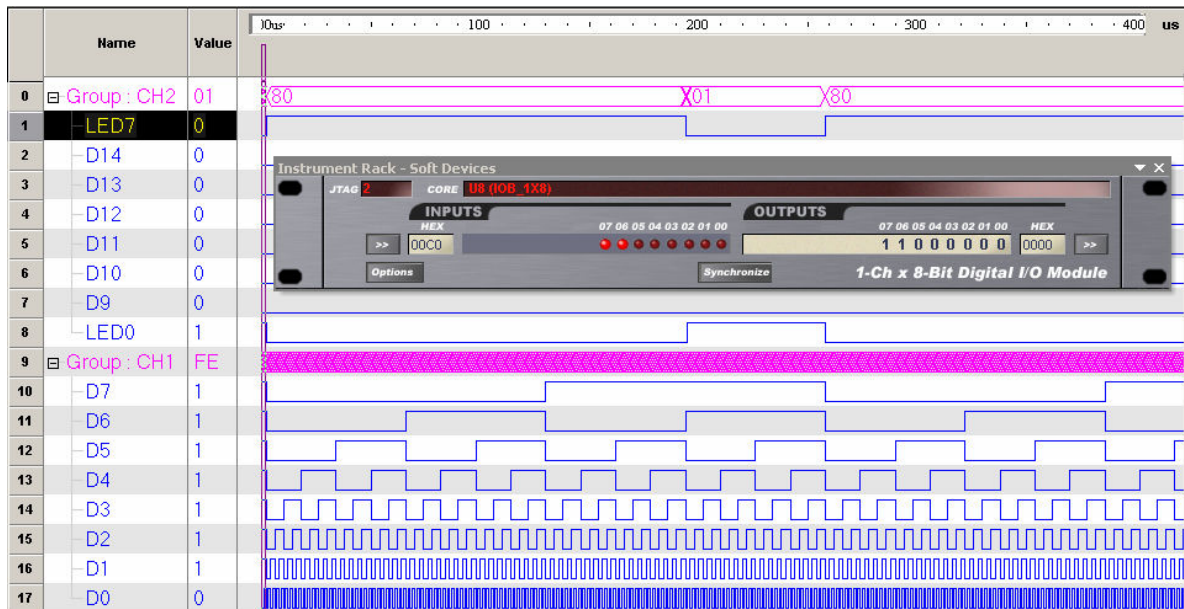 Name Value 00us 100 200 300 400 us
0 Group : CH2 01 80 X01 80
1 LED7 0
2 D14 0
3 D13 0
4 D12 0
5 D11 0
6 D10 0
7 D9 0
8 LED0 1
9 Group : CH1 FE
10 D7 1
11 D6 1
12 D5 1
13 D4 1
14 D3 1
15 D2 1
16 D1 1
17 D0 0
Instrument Rack - Soft Devices
JTAG 2 CORE U8 (IOB_1X8)
INPUTS OUTPUTS
HEX 07 06 05 04 03 02 01 00 07 06 05 04 03 02 01 00 HEX
>> 00C0 1 1 0 0 0 0 0 0 0000 >>
Options Synchronize 1-Ch x 8-Bit Digital I/O Module